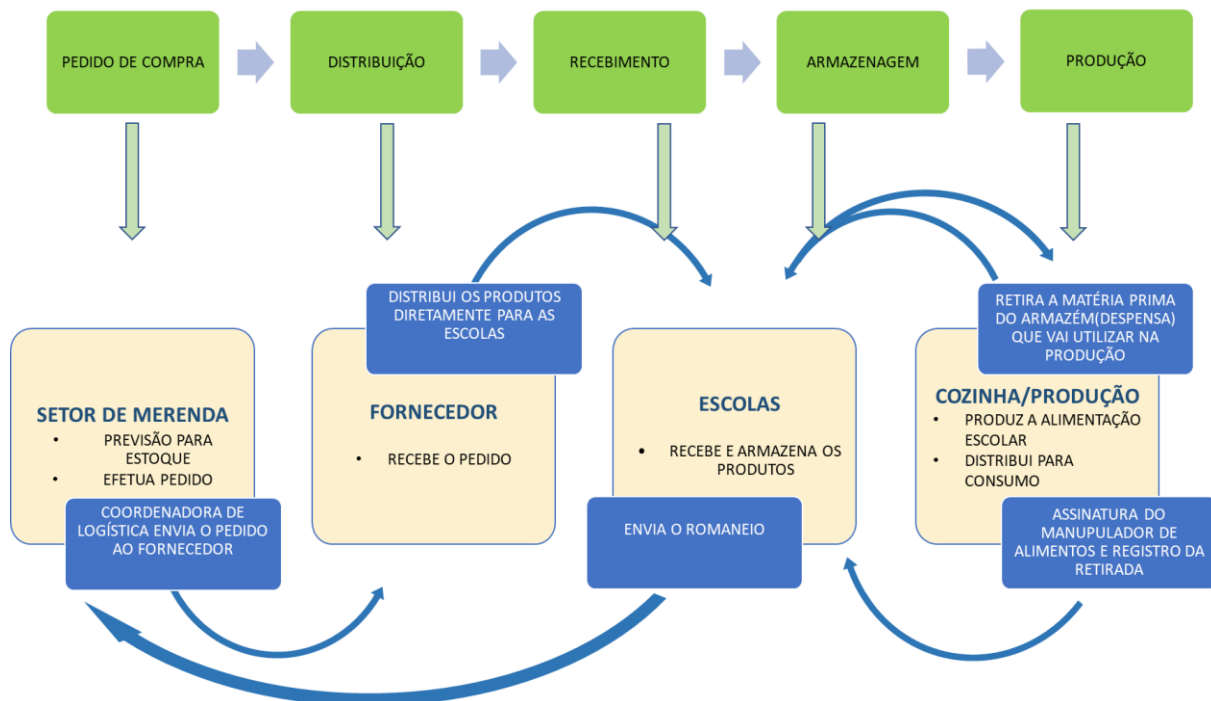 PEDIDO DE COMPRA
DISTRIBUIÇÃO
RECEBIMENTO
ARMAZENAGEM
PRODUÇÃO
DISTRIBUI OS PRODUTOS
DIRETAMENTE PARA AS
ESCOLAS
RETIRA A MATÉRIA PRIMA
DO ARMAZÉM(DESPENSA)
QUE VAI UTILIZAR NA
PRODUÇÃO
SETOR DE MERENDA
• PREVISÃO PARA
ESTOQUE
• EFETUA PEDIDO
COORDENADORA DE
LOGÍSTICA ENVIA O PEDIDO
AO FORNECEDOR
FORNECEDOR
• RECEBE O PEDIDO
ESCOLAS
• RECEBE E ARMAZENA OS
PRODUTOS
ENVIA O ROMANEIO
COZINHA/PRODUÇÃO
• PRODUZ A ALIMENTAÇÃO
ESCOLAR
• DISTRIBUI PARA
CONSUMO
ASSINATURA DO
MANUPULADOR DE
ALIMENTOS E REGISTRO DA
RETIRADA